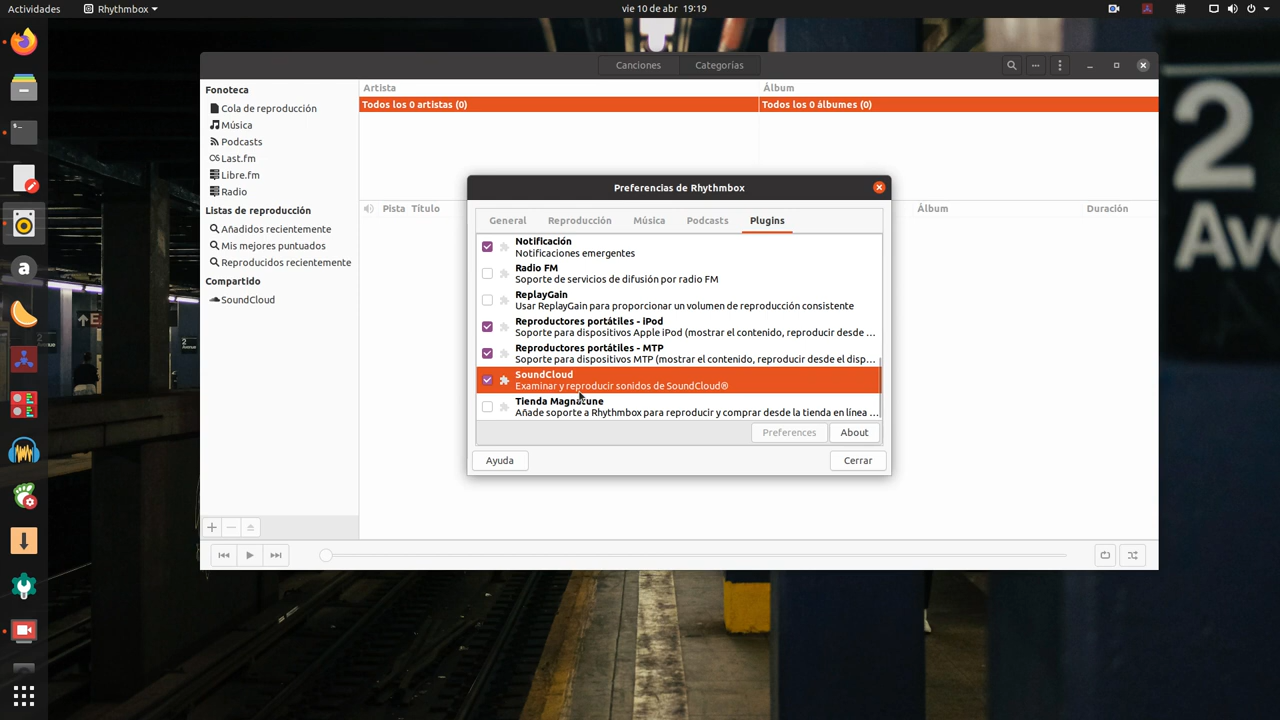 Actividades
Rhythmbox
vie 10 de abr 19:19
Canciones
Categorías
Fonoteca
Cola de reproducción
Música
Podcasts
Last.fm
Libre.fm
Radio
Listas de reproducción
Añadidos recientemente
Mis mejores puntuados
Reproducidos recientemente
Compartido
SoundCloud
Artista
Álbum
Todos los 0 artistas (0)
Todos los 0 álbumes (0)
Pista
Título
Álbum
Duración
Preferencias de Rhythmbox
General
Reproducción
Música
Podcasts
Plugins
Notificación
Notificaciones emergentes
Radio FM
Soporte de servicios de difusión por radio FM
ReplayGain
Usar ReplayGain para proporcionar un volumen de reproducción consistente
Reproductores portátiles - iPod
Soporte para dispositivos Apple iPod (mostrar el contenido, reproducir desde ...
Reproductores portátiles - MTP
Soporte para dispositivos MTP (mostrar el contenido, reproducir desde el disp...
SoundCloud
Examinar y reproducir sonidos de SoundCloud®
Tienda Magnatune
Añade soporte a Rhythmbox para reproducir y comprar desde la tienda en línea ...
Preferences
About
Ayuda
Cerrar
2
Av